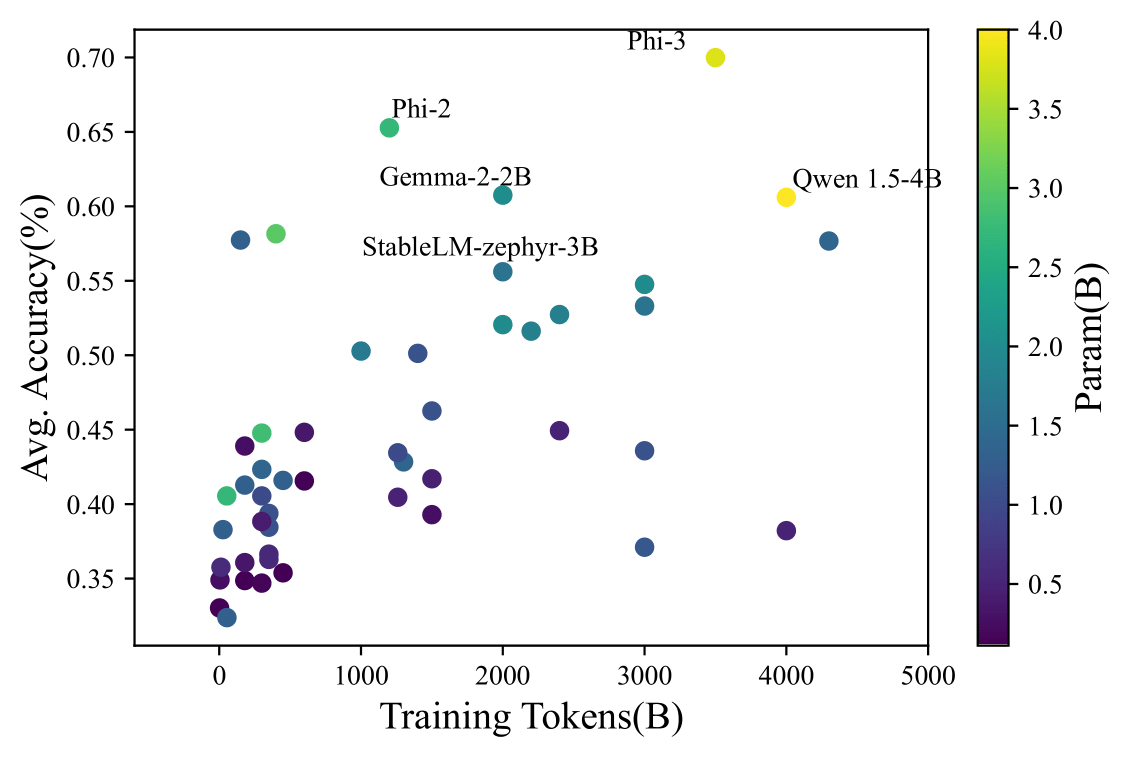 Phi-3
Phi-2
Gemma-2-2B
Qwen 1.5-4B
StableLM-zephyr-3B
Avg. Accuracy(%)
0.70
0.65
0.60
0.55
0.50
0.45
0.40
0.35
0
1000
2000
3000
4000
5000
Training Tokens(B)
4.0
3.5
3.0
2.5
2.0
1.5
1.0
0.5
Param(B)